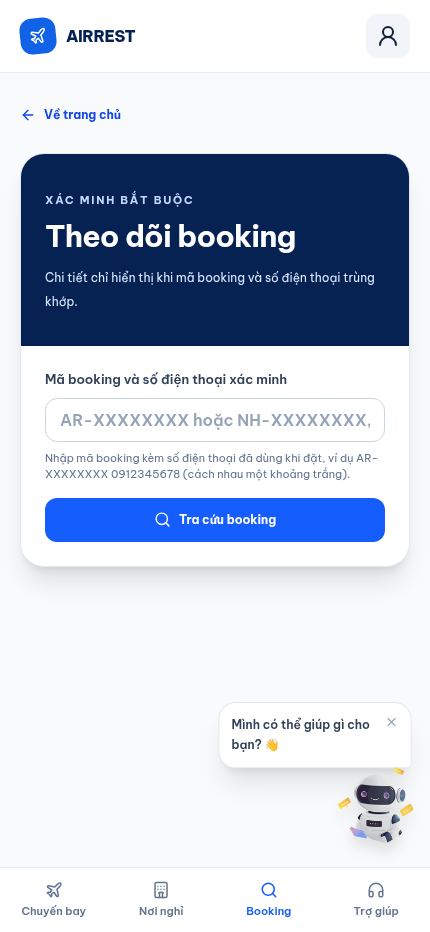 AIRREST
Về trang chủ
XÁC MINH BẮT BUỘC
Theo dõi booking
Chi tiết chỉ hiển thị khi mã booking và số điện thoại trùng
khớp.
Mã booking và số điện thoại xác minh
AR-XXXXXXXX hoặc NH-XXXXXXXX,
Nhập mã booking kèm số điện thoại đã dùng khi đặt, ví dụ AR-
XXXXXXXX 0912345678 (cách nhau một khoảng trắng).
Tra cứu booking
Mình có thể giúp gì cho
bạn? 👋
Chuyến bay
Nơi nghỉ
Booking
Trợ giúp